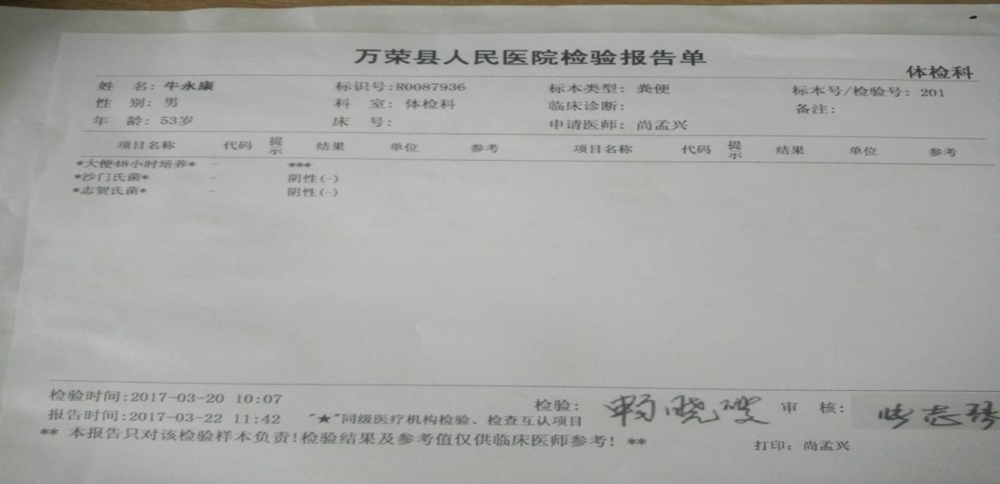 万荣县人民医院检验报告单
体检科
姓 名: 牛永康 标识号:R0087936 标本类型: 粪便 标本号/检验号: 201
性 别: 男 科 室: 体检科 临床诊断: 备注:
年 龄: 53岁 床 号: 申请医师: 尚孟兴
项目名称 代码 提示 结果 单位 参考 项目名称 代码 提示 结果 单位 参考
*大便48小时培养* - ***
*沙门氏菌* - 阴性(-)
*志贺氏菌* - 阴性(-)
检验时间:2017-03-20 10:07 检验: 审 核:
报告时间:2017-03-22 11:42 "★"同级医疗机构检验、检查互认项目
** 本报告只对该检验样本负责!检验结果及参考值仅供临床医师参考! **
打印: 尚孟兴